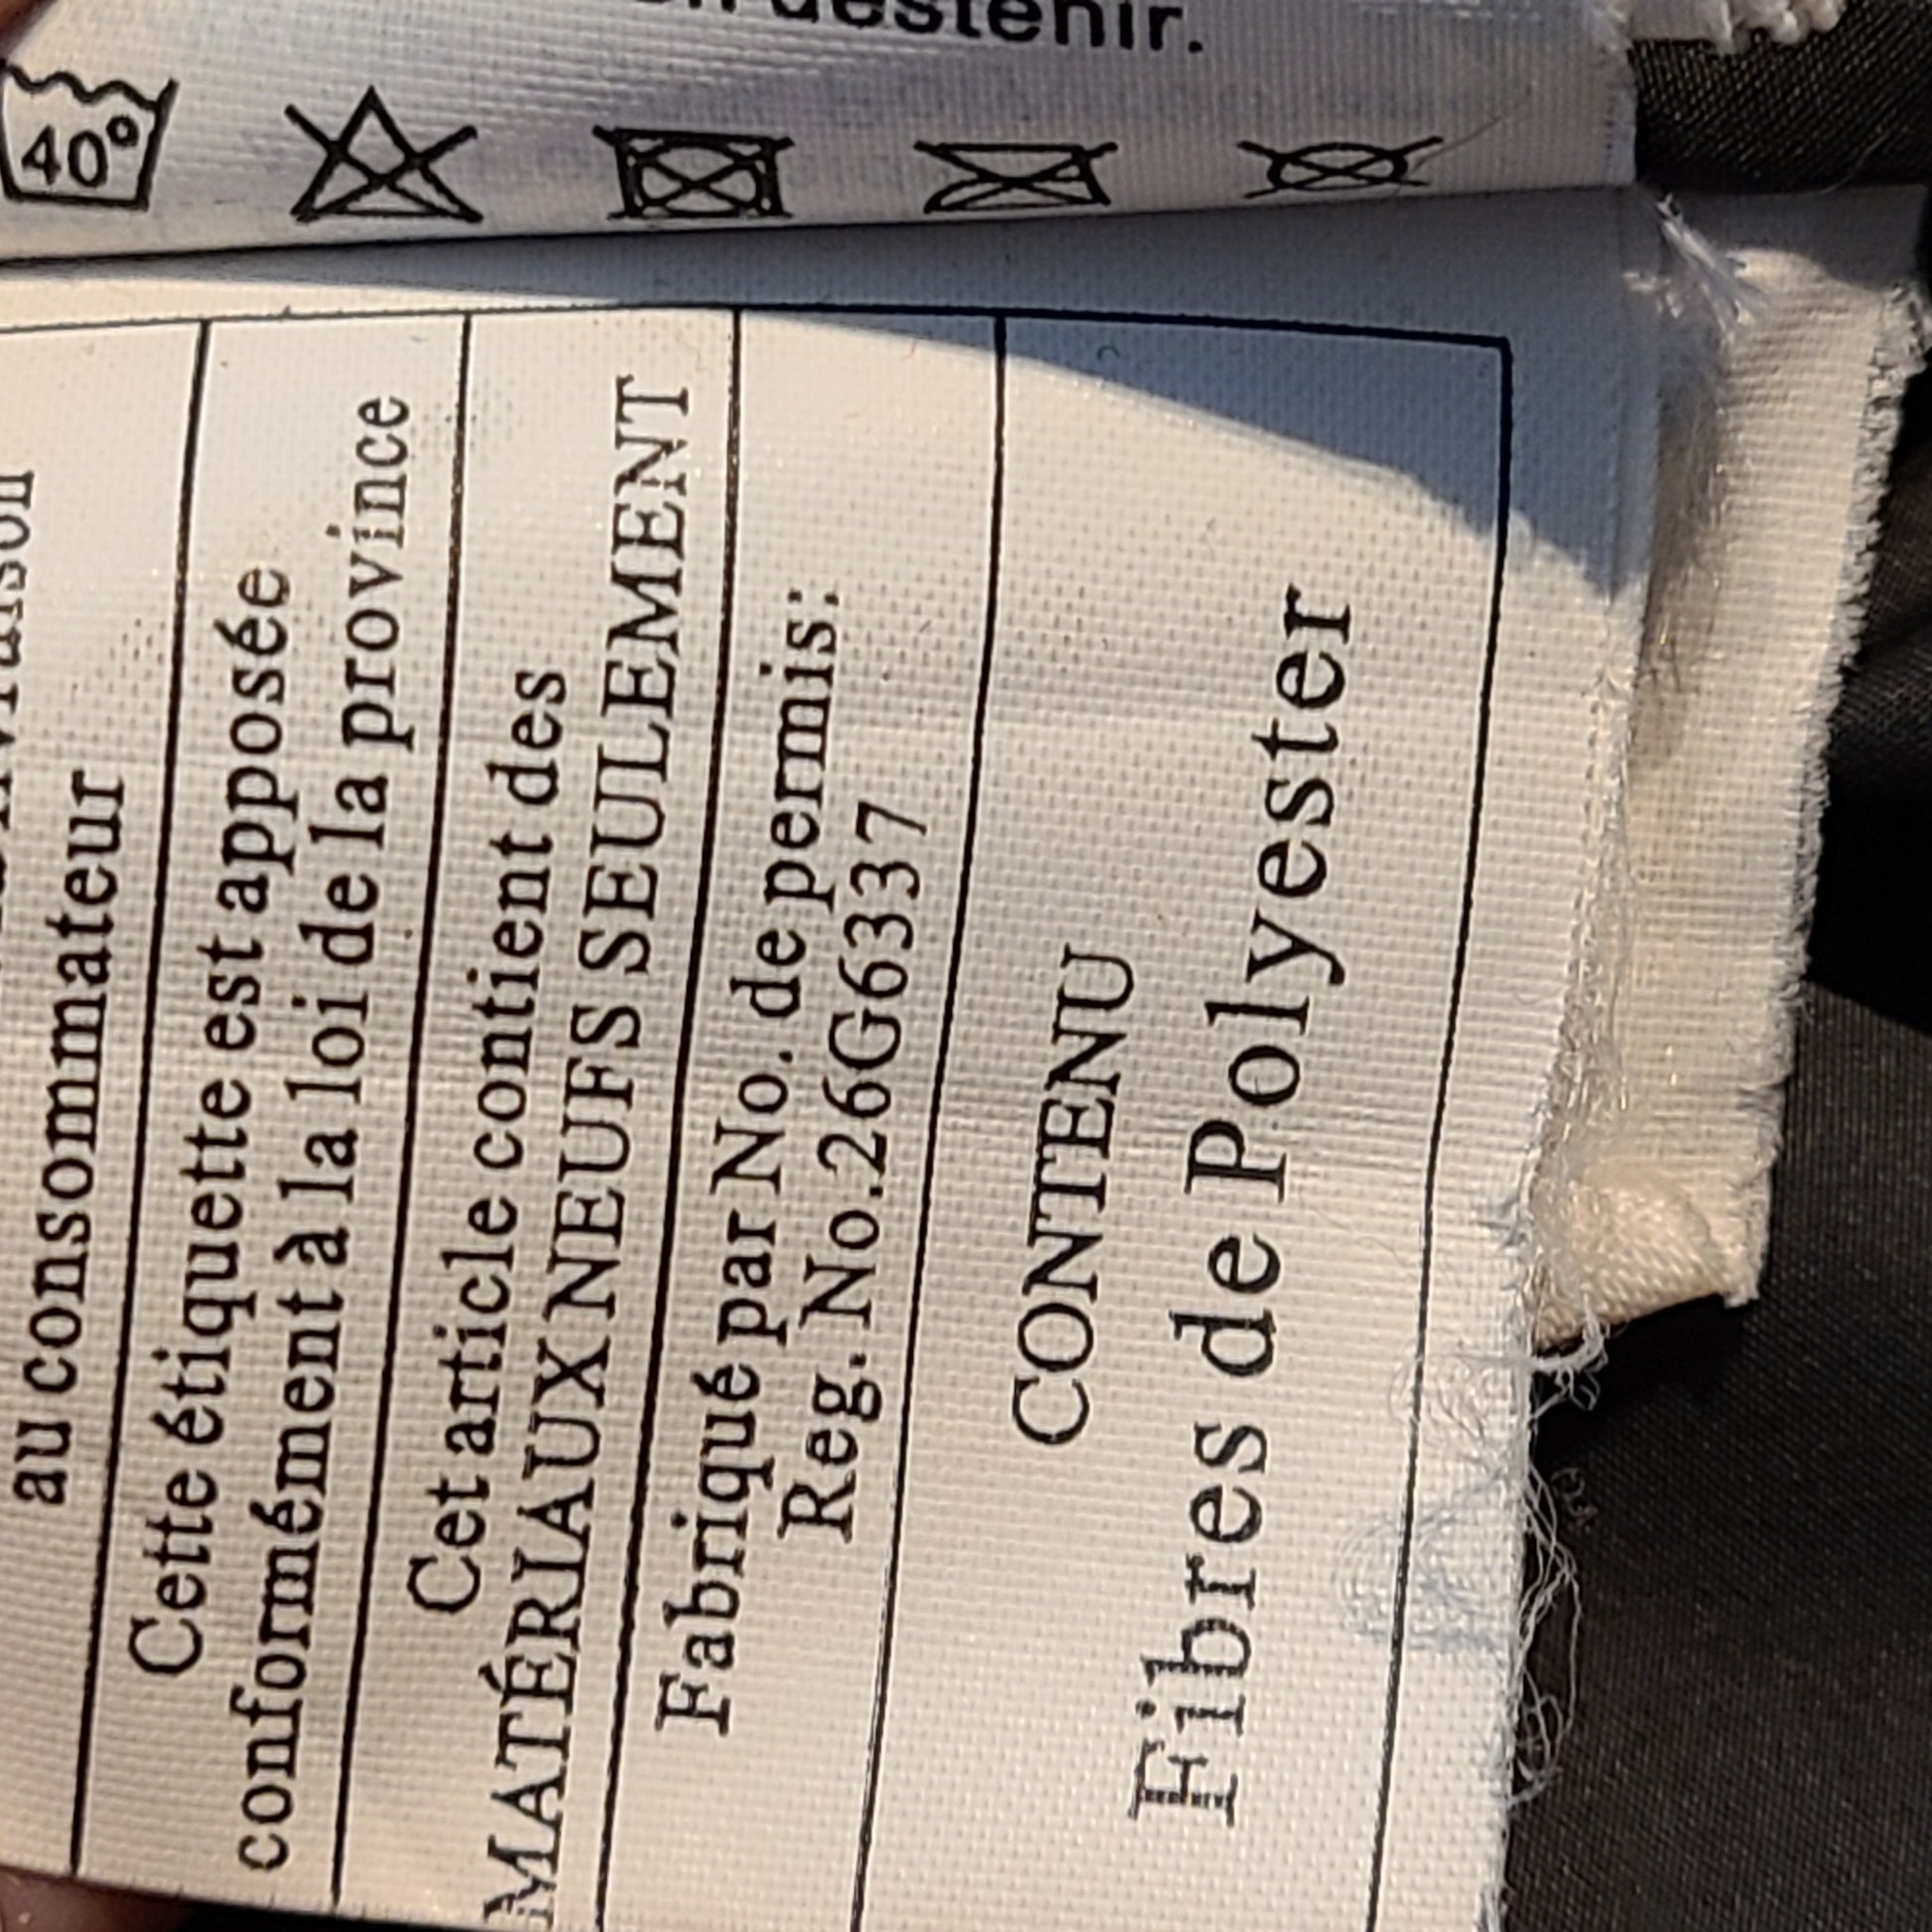 destenir.
40°
au consommateur
Cette étiquette est apposée
conformément à la loi de la province
Cet article contient des
MATÉRIAUX NEUFS SEULEMENT
Fabriqué par No. de permis:
Reg. No.26G6337
CONTENU
Fibres de Polyester